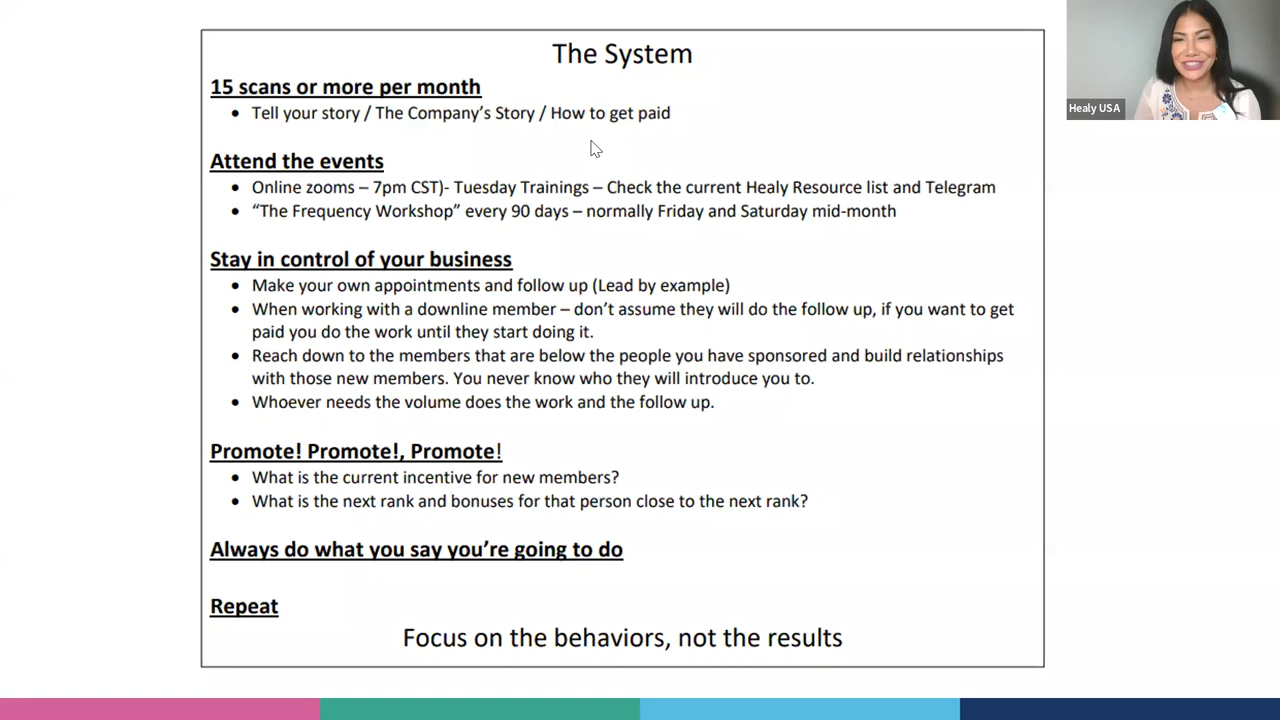 The System
15 scans or more per month
• Tell your story / The Company's Story / How to get paid
Attend the events
• Online zooms – 7pm CST)- Tuesday Trainings – Check the current Healy Resource list and Telegram
• “The Frequency Workshop” every 90 days – normally Friday and Saturday mid-month
Stay in control of your business
• Make your own appointments and follow up (Lead by example)
• When working with a downline member – don't assume they will do the follow up, if you want to get
paid you do the work until they start doing it.
• Reach down to the members that are below the people you have sponsored and build relationships
with those new members. You never know who they will introduce you to.
• Whoever needs the volume does the work and the follow up.
Promote! Promote!, Promote!
• What is the current incentive for new members?
• What is the next rank and bonuses for that person close to the next rank?
Always do what you say you're going to do
Repeat
Focus on the behaviors, not the results
Healy USA